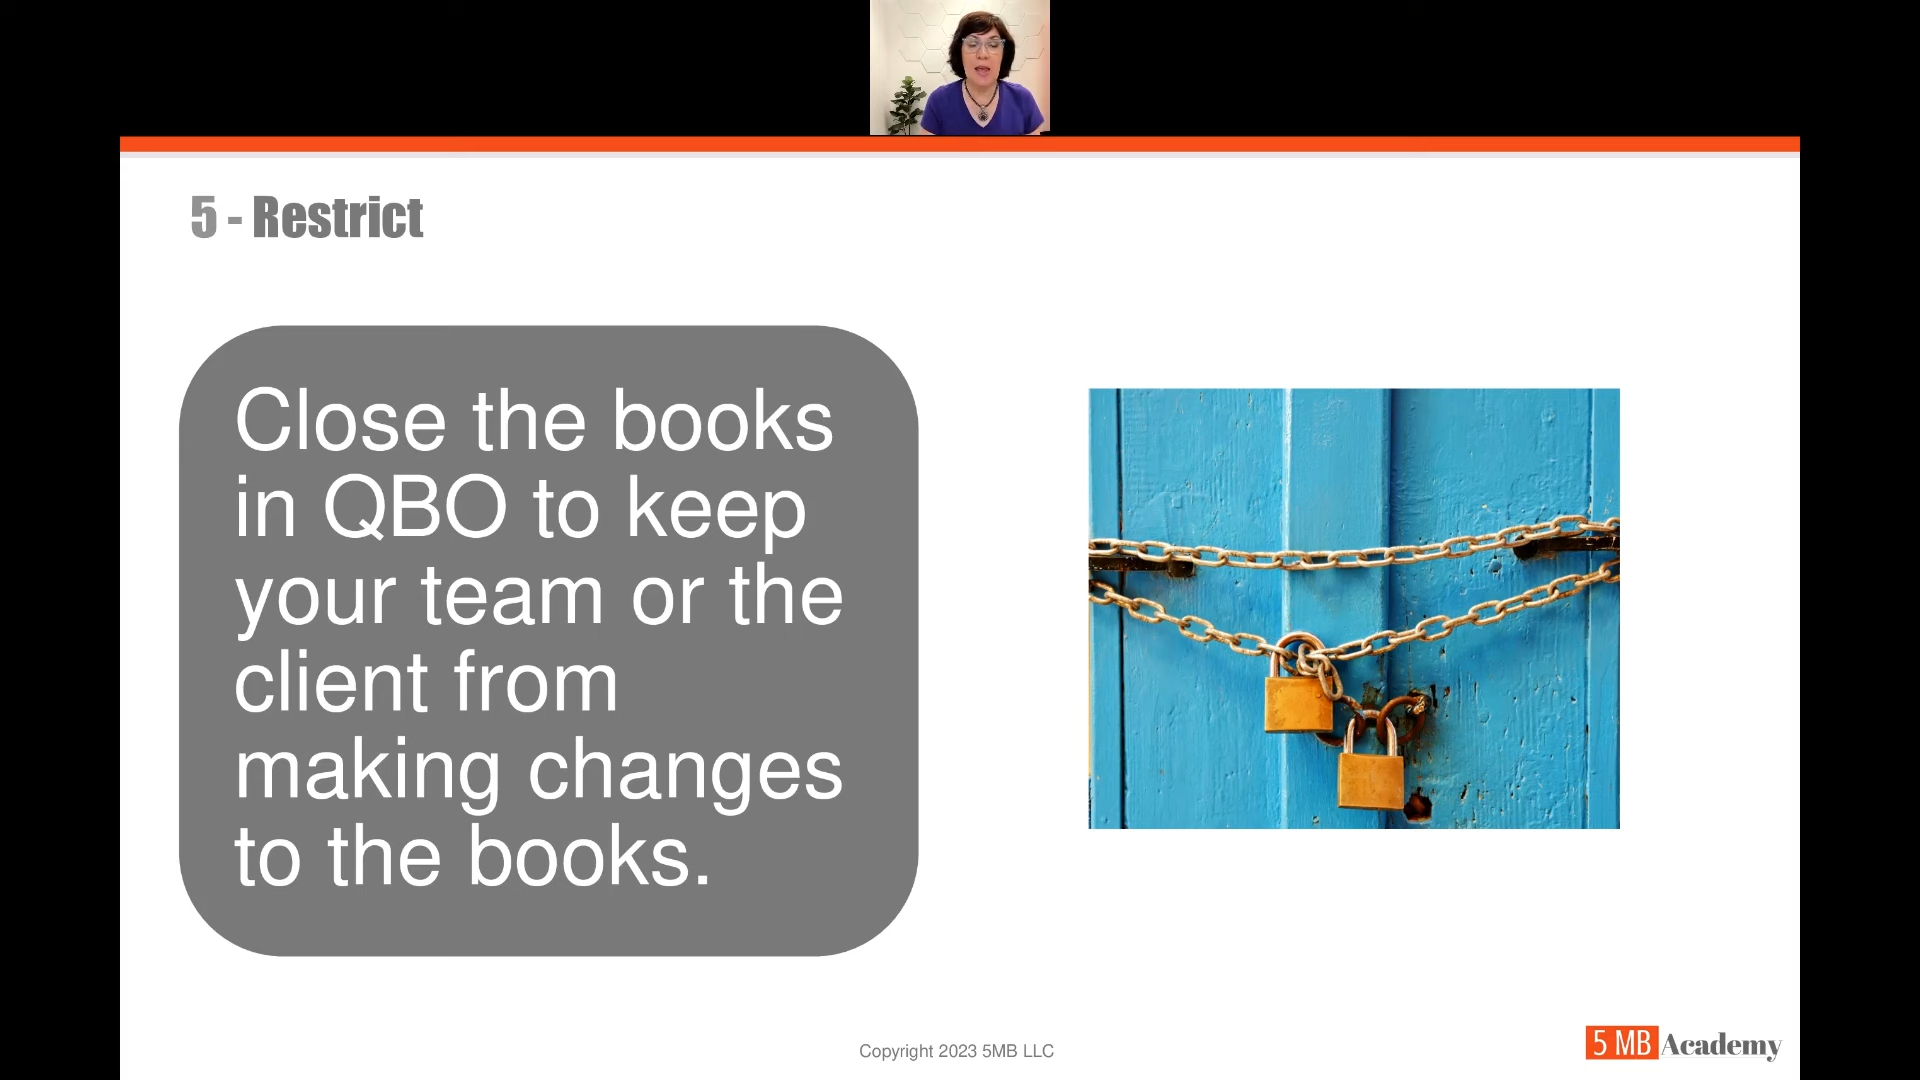 5 - Restrict
Close the books
in QBO to keep
your team or the
client from
making changes
to the books.
Copyright 2023 5MB LLC
5 MB Academy